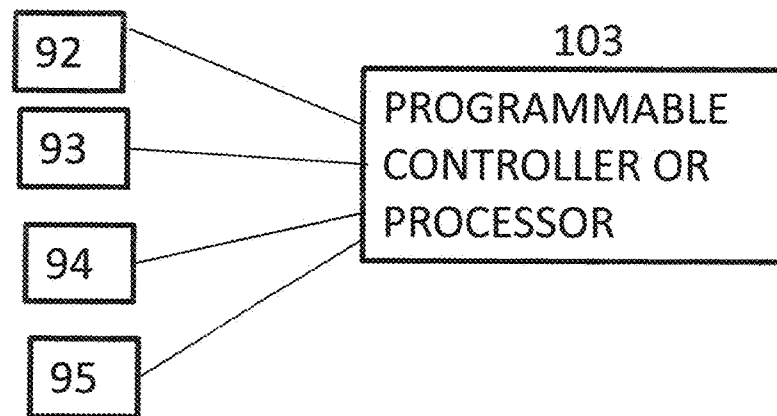 92
93
94
95
103
PROGRAMMABLE
CONTROLLER OR
PROCESSOR